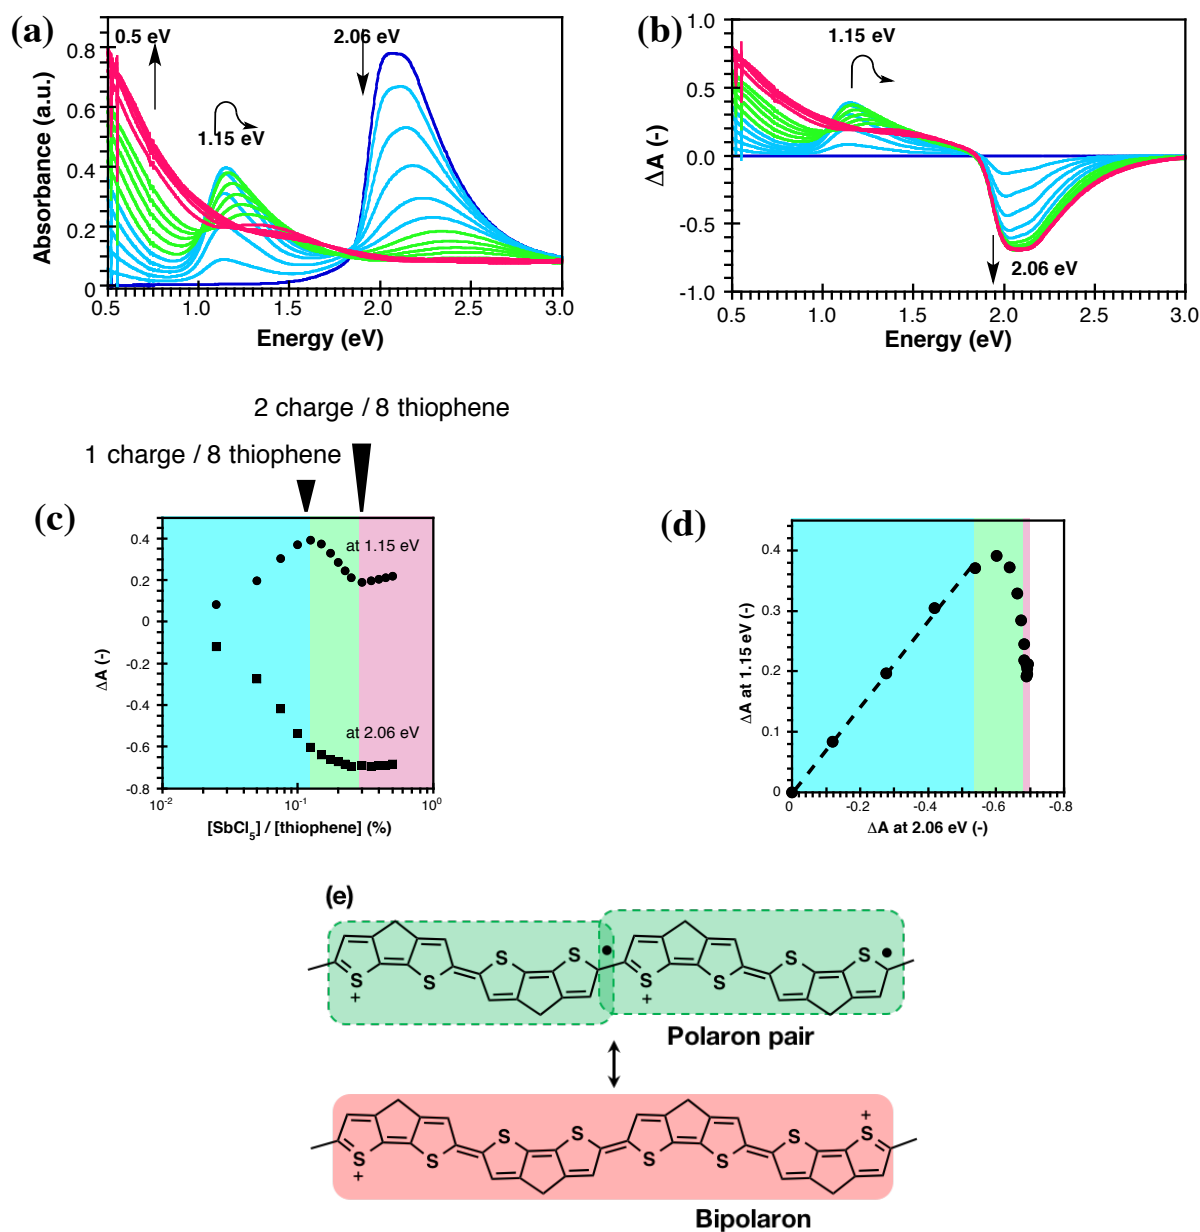 (a)
0.5 eV
2.06 eV
1.15 eV
0.8
0.6
0.4
0.2
0
Absorbance (a.u.)
0.5 1.0 1.5 2.0 2.5 3.0
Energy (eV)
(b)
1.15 eV
2.06 eV
1.0
0.5
0.0
-0.5
-1.0
ΔA (-)
0.5 1.0 1.5 2.0 2.5 3.0
Energy (eV)
2 charge / 8 thiophene
1 charge / 8 thiophene
(c)
at 1.15 eV
at 2.06 eV
0.4
0.2
0
-0.2
-0.4
-0.6
-0.8
ΔA (-)
10⁻² 10⁻¹ 10⁰
[SbCl₅] / [thiophene] (%)
(d)
0.4
0.3
0.2
0.1
0
ΔA at 1.15 eV (-)
0 -0.2 -0.4 -0.6 -0.8
ΔA at 2.06 eV (-)
(e)
S S S S S S S S
+ +
Polaron pair
S S S S S S S S
+ +
Bipolaron